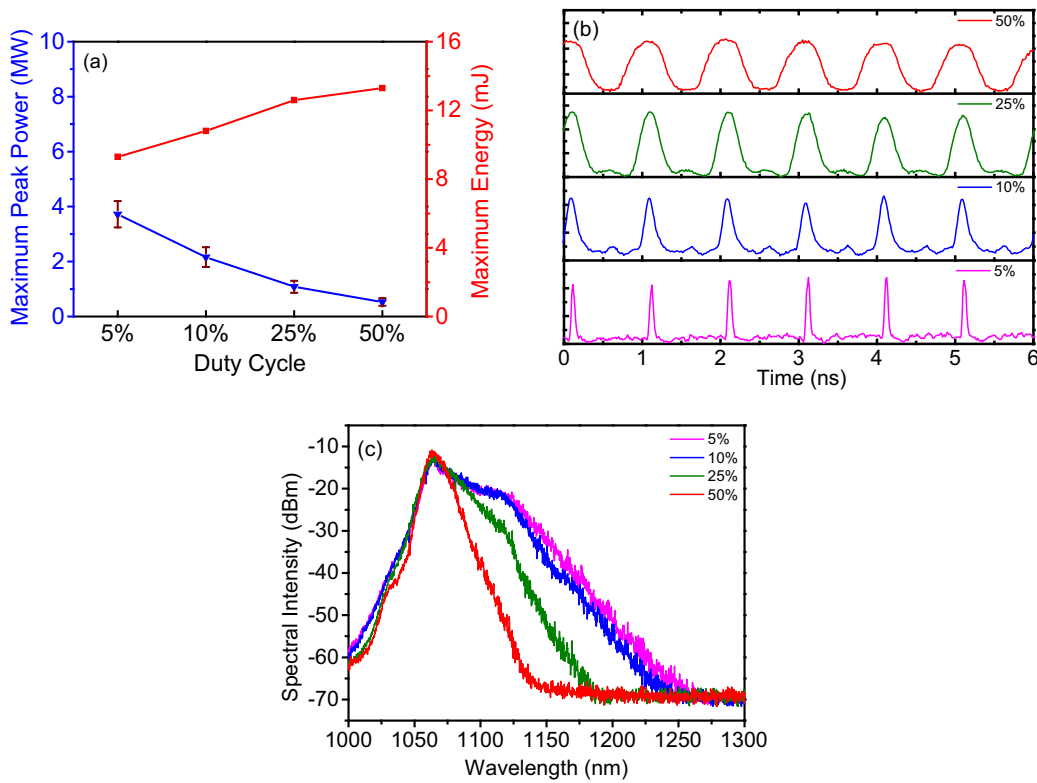 (a)
Maximum Peak Power (MW)
10
8
6
4
2
0
16
12
8
4
0
Maximum Energy (mJ)
5% 10% 25% 50%
Duty Cycle
(b)
50%
25%
10%
5%
0 1 2 3 4 5 6
Time (ns)
(c)
5%
10%
25%
50%
Spectral Intensity (dBm)
-10
-20
-30
-40
-50
-60
-70
1000 1050 1100 1150 1200 1250 1300
Wavelength (nm)